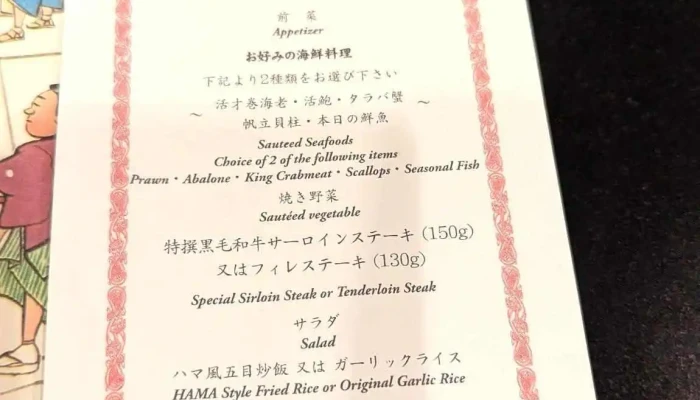 前菜
Appetizer
お好みの海鮮料理
下記より2種類をお選び下さい
～ 活才巻海老・活鮑・タラバ蟹 ～
帆立貝柱・本日の鮮魚
Sauteed Seafoods
Choice of 2 of the following items
Prawn・Abalone・King Crabmeat・Scallops・Seasonal Fish
焼き野菜
Sautéed vegetable
特撰黒毛和牛サーロインステーキ (150g)
又はフィレステーキ (130g)
Special Sirloin Steak or Tenderloin Steak
サラダ
Salad
ハマ風五目炒飯 又は ガーリックライス
HAMA Style Fried Rice or Original Garlic Rice